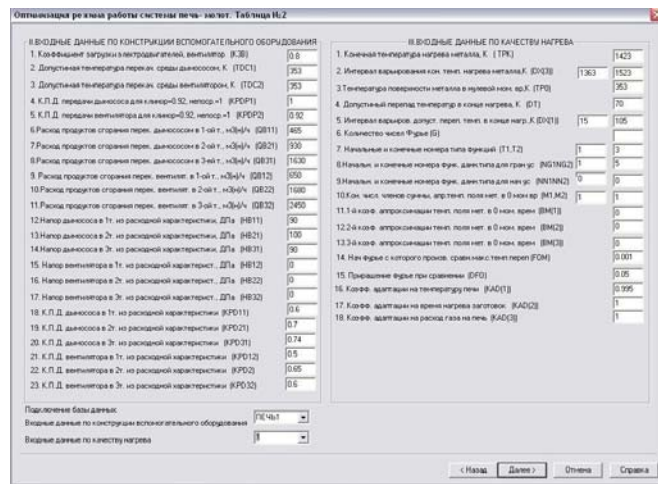 Оптимизация режима работы системы печь- молот. Таблица №2
II.ВХОДНЫЕ ДАННЫЕ ПО КОНСТРУКЦИИ ВСПОМОГАТЕЛЬНОГО ОБОРУДОВАНИЯ
1. Коэффициент загрузки электродвигателей, вентилятор (КЗВ) 0.8
2. Допустимая температура перекач. среды дымососом, К (TDC1) 353
3. Допустимая температура перекач. среды вентилятором, К (TDC2) 353
4. К.П.Д. передачи дымососа для клинор=0.92, непоср.=1 (KPDP1) 1
5. К.П.Д. передачи вентилятора для клинор=0.92, непоср.=1 (KPDP2) 0.92
6.Расход продуктов сгорания перек. дымососом в 1-ой т., м3(н)/ч (QB11) 465
7.Расход продуктов сгорания перек. дымососом в 2-ой т., м3(н)/ч (QB21) 930
8.Расход продуктов сгорания перек. дымососом в 3-ей т., м3(н)/ч (QB31) 1630
9. Расход продуктов сгорания перек. вентилят. в 1-ой т., м3(н)/ч (QB12) 650
10.Расход продуктов сгорания перек. вентилят. в 2-ой т., м3(н)/ч (QB22) 1680
11.Расход продуктов сгорания перек. вентилят. в 3-ой т., м3(н)/ч (QB32) 2450
12.Напор дымососа в 1т. из расходной характеристики, ДПа (HB11) 90
13.Напор дымососа в 2т. из расходной характеристики, ДПа (HB21) 100
14.Напор дымососа в 3т. из расходной характеристики, ДПа (HB31) 90
15. Напор вентилятора в 1т. из расходной характерист., ДПа (HB12) 0
16. Напор вентилятора в 2т. из расходной характерист., ДПа (HB22) 0
17. Напор вентилятора в 3т. из расходной характерист., ДПа (HB32) 0
18. К.П.Д. дымососа в 1т. из расходной характеристики (KPD11) 0.6
19. К.П.Д. дымососа в 2т. из расходной характеристики (KPD21) 0.7
20. К.П.Д. дымососа в 3т. из расходной характеристики (KPD31) 0.74
21. К.П.Д. вентилятора в 1т. из расходной характеристики (KPD12) 0.5
22. К.П.Д. вентилятора в 2т. из расходной характеристики (KPD2) 0.65
23. К.П.Д. вентилятора в 3т. из расходной характеристики (KPD32) 0.6
III.ВХОДНЫЕ ДАННЫЕ ПО КАЧЕСТВУ НАГРЕВА
1. Конечная температура нагрева металла, К (ТРК) 1423
2. Интервал варьирования кон. темп. нагрева металла,К (DX[3]) 1363 1523
3.Температура поверхности металла в нулевой мом. вр,К (TP0) 353
4. Допустимый перепад температур в конце нагрева, К (DT) 70
5. Интервал варьиров. допуст. переп. темп. в конце нагр.,К (DX[1]) 15 105
6. Количество чисел Фурье (G)
7. Начальные и конечные номера типа функций (T1,T2) 1 3
8.Начальн. и конечные номера функ. данн.типа для гран ус (NG1NG2) 1 5
9.Начальн. и конечные номера функ. данн.типа для нач ус (NN1NN2) 0 0
10.Кон. числ. членов суммы, апр.темп. поля мет. в 0 мом вр (M1,M2) 1 1
11.1-й коэф. аппроксимации темп. поля мет. в 0 мом. врем (BM[1]) 0
12.2-й коэф. аппроксимации темп. поля мет. в 0 мом. врем (BM[2]) 0
13.3-й коэфф. аппроксимации темп. поля мет. в 0 мом. врем (BM[3]) 0
14. Нач фурье с которого произв. сравн.макс темп.переп (FOM) 0.001
15. Приращение фурье при сравнении (DFO) 0.05
16. Коэфф. адаптации на температуру печи (KAD[1]) 0.995
17. Коэфф. адаптации на время нагрева заготовок (KAD[2]) 1
18. Коэфф. адаптации на расход газа на печь (KAD[3]) 1
Подключение базы данных:
Входные данные по конструкции вспомогательного оборудования ПЕЧЬ1
Входные данные по качеству нагрева 1
< Назад Далее > Отмена Справка